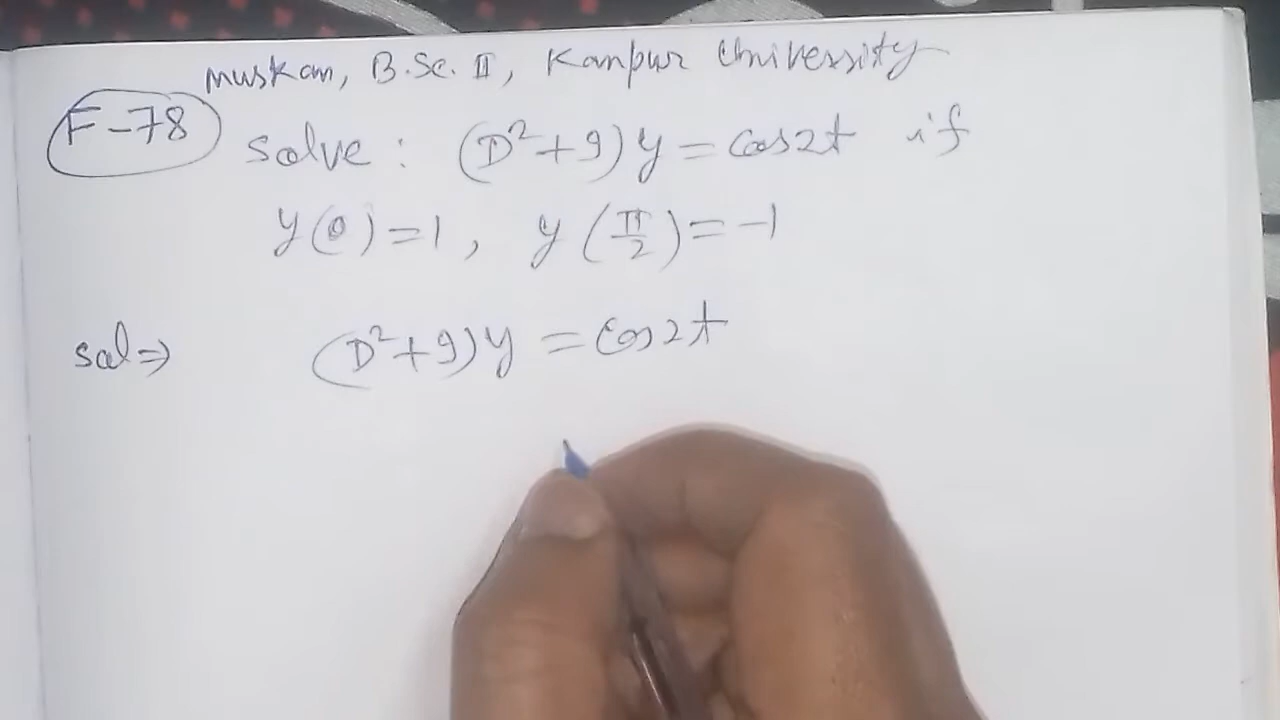 Muskan, B.Sc. II, Kanpur University
F-78 solve : (D²+9)y = cos2t if
y(0)=1, y(π/2)=-1
sol⇒ (D²+9)y = cos2t